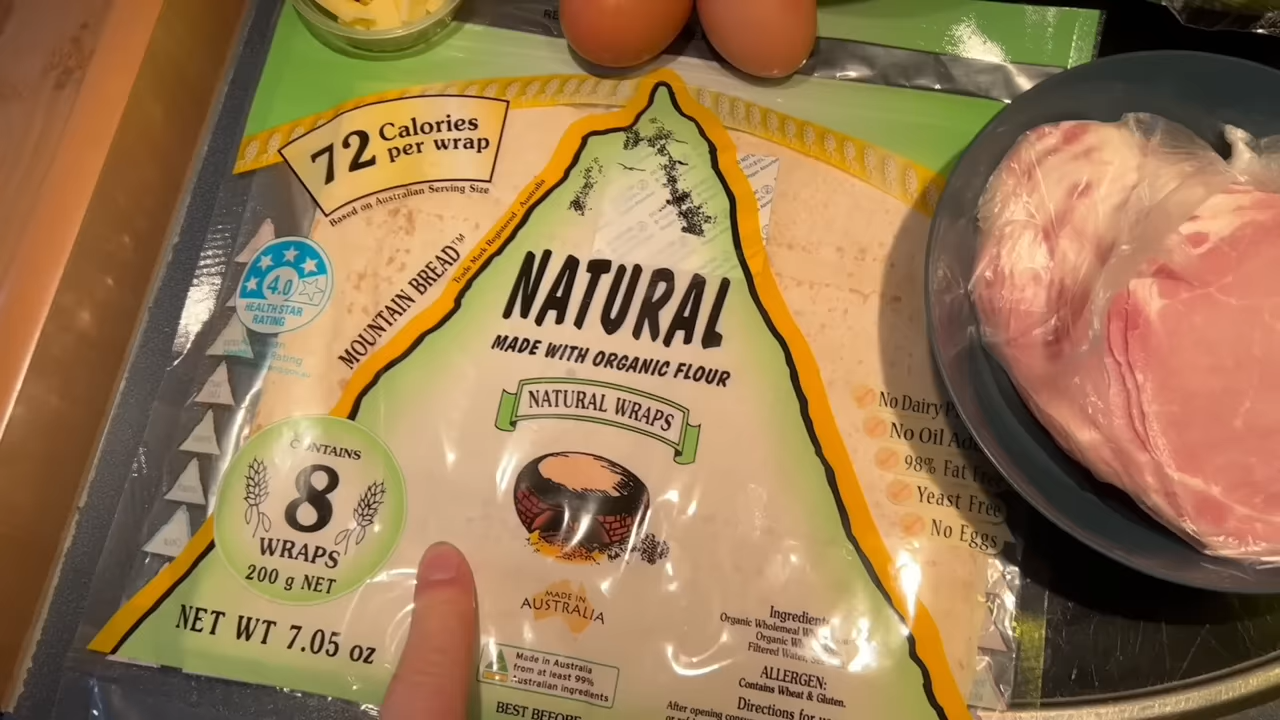 72 Calories
per wrap
Based on Australian Serving Size
4.0
HEALTH STAR
RATING
MOUNTAIN BREAD™
Trade Mark Registered - Australia
NATURAL
MADE WITH ORGANIC FLOUR
NATURAL WRAPS
No Dairy
No Oil
98% Fat Free
Yeast Free
No Eggs
CONTAINS
8
WRAPS
200 g NET
NET WT 7.05 oz
MADE IN
AUSTRALIA
Made in Australia
from at least 99%
Australian ingredients
BEST BEFORE
Ingredients
Organic Wholemeal
Organic
Filtered Water,
ALLERGEN:
Contains Wheat & Gluten.
Directions for
After opening